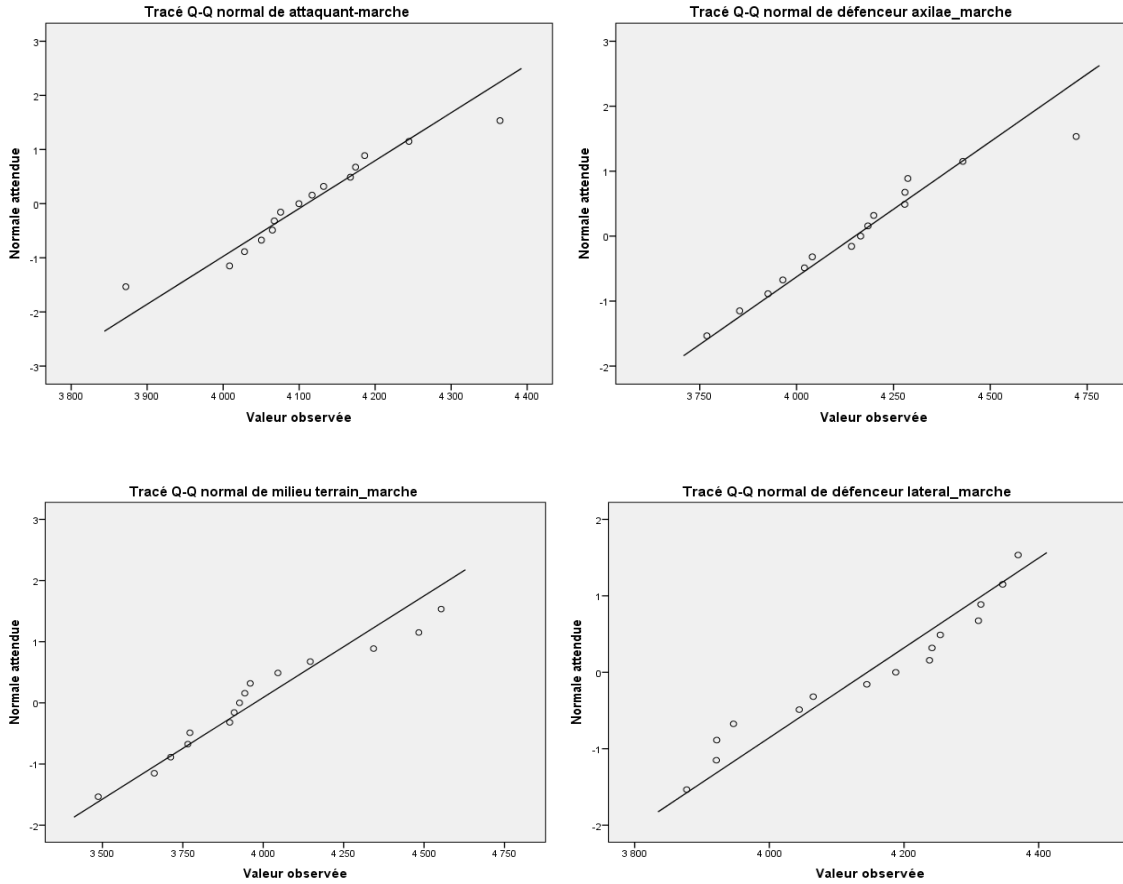 Tracé Q-Q normal de attaquant-marche
3
2
1
0
-1
-2
-3
Normale attendue
3 800 3 900 4 000 4 100 4 200 4 300 4 400
Valeur observée
Tracé Q-Q normal de défenceur axilae_marche
3
2
1
0
-1
-2
Normale attendue
3 750 4 000 4 250 4 500 4 750
Valeur observée
Tracé Q-Q normal de milieu terrain_marche
3
2
1
0
-1
-2
Normale attendue
3 500 3 750 4 000 4 250 4 500 4 750
Valeur observée
Tracé Q-Q normal de défenceur lateral_marche
2
1
0
-1
-2
Normale attendue
3 800 4 000 4 200 4 400
Valeur observée